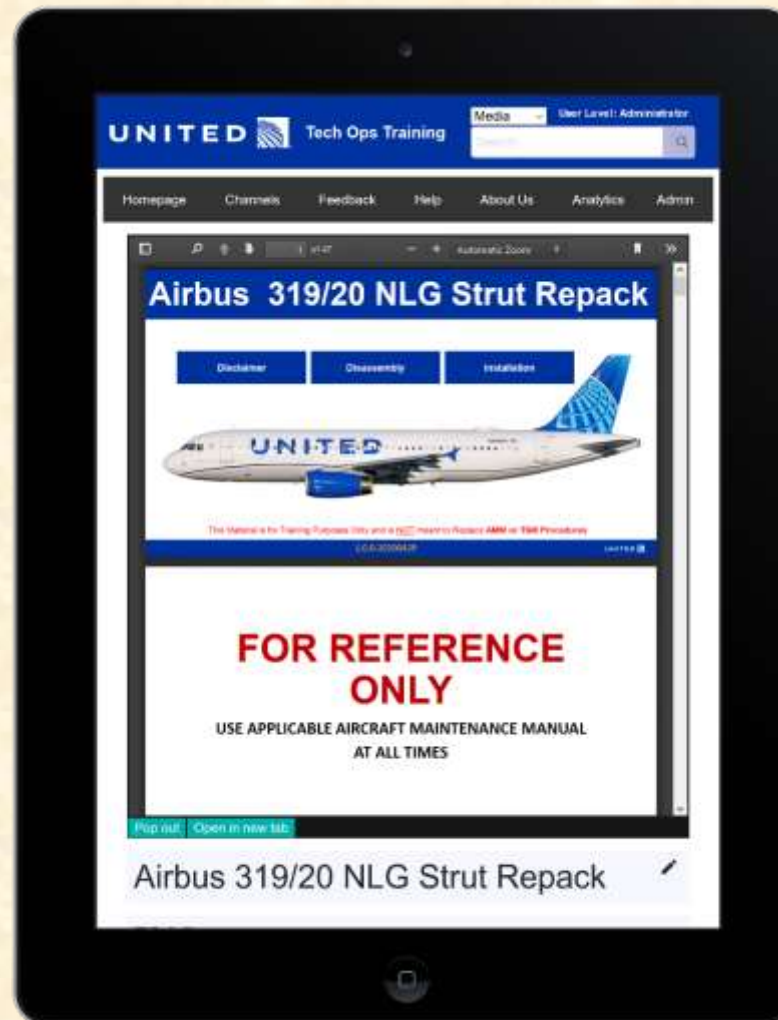 Media
User Level: Administrator
UNITED
Tech Ops Training
Homepage Channels Feedback Help About Us Analytics Admin
Automatic Zoom
Airbus 319/20 NLG Strut Repack
Disclaimer Disassembly Installation
UNITED
This Material is for Training Purposes Only and is NOT meant to Replace AMM or TSM Procedures
UNITED
FOR REFERENCE
ONLY
USE APPLICABLE AIRCRAFT MAINTENANCE MANUAL
AT ALL TIMES
Pop out Open in new tab
Airbus 319/20 NLG Strut Repack